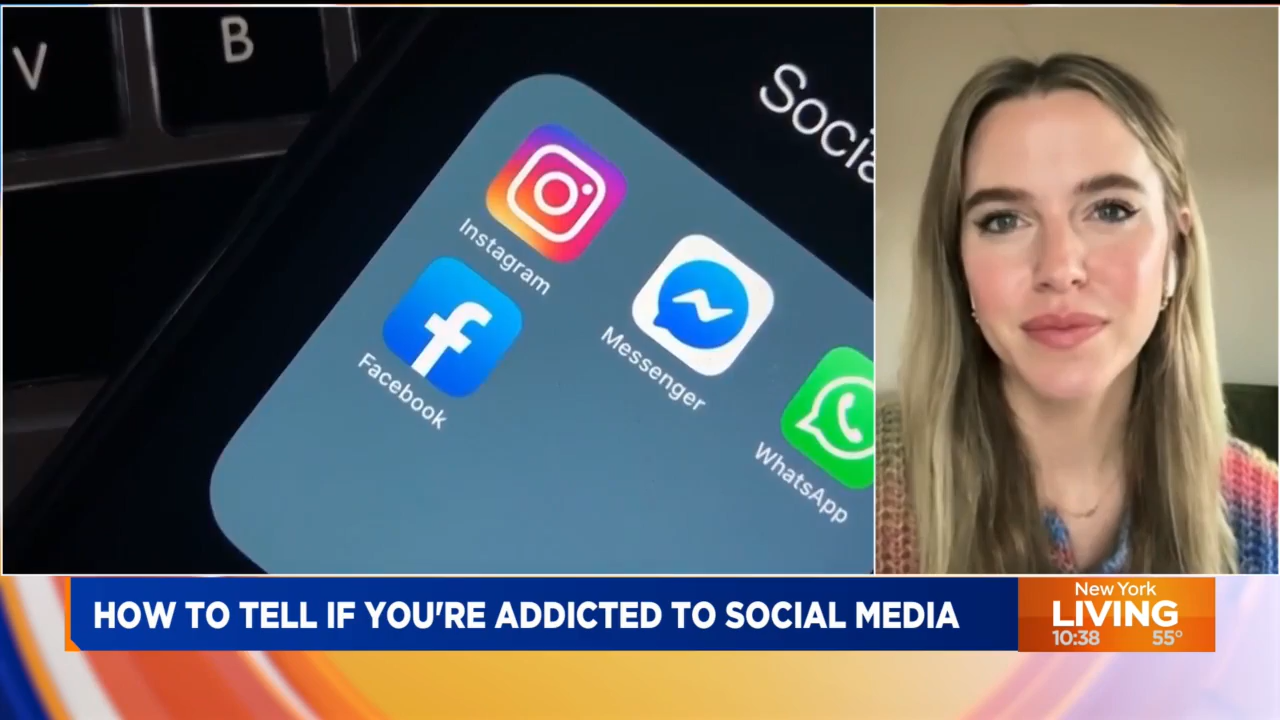 V
B
Socia
Instagram
Messenger
Facebook
WhatsApp
HOW TO TELL IF YOU'RE ADDICTED TO SOCIAL MEDIA
New York
LIVING
10:38 55°